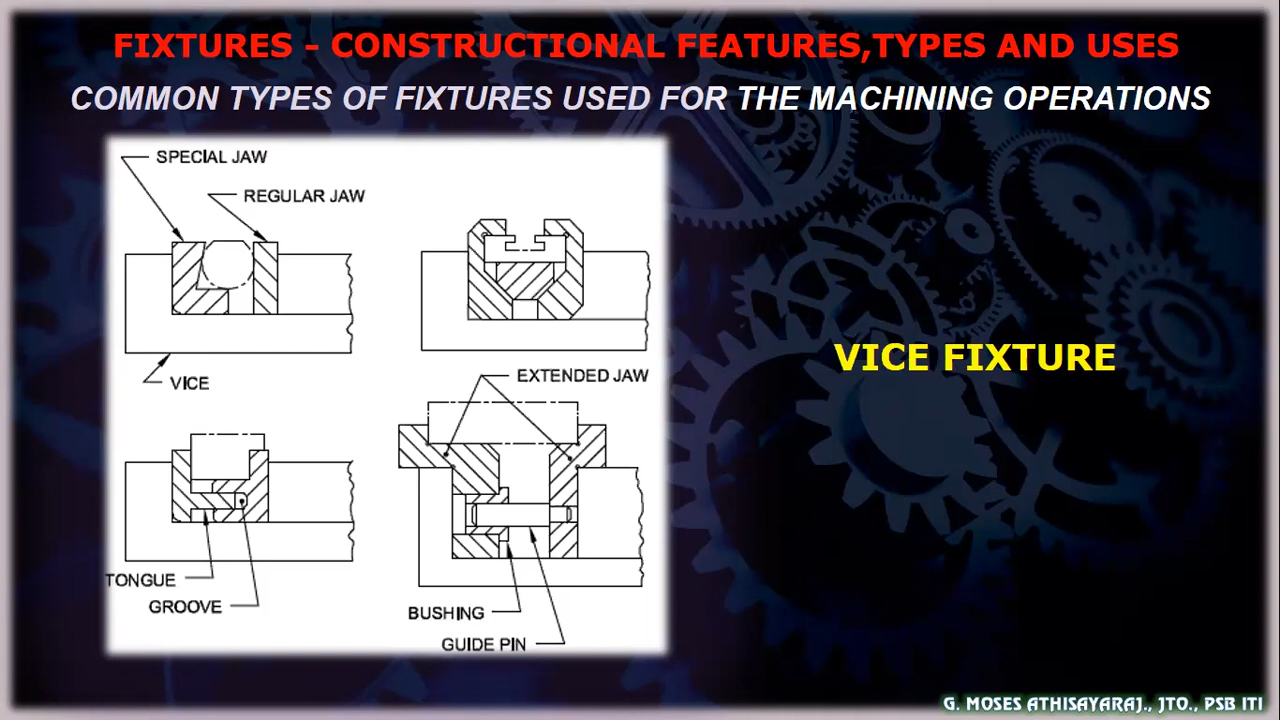 FIXTURES - CONSTRUCTIONAL FEATURES,TYPES AND USES
COMMON TYPES OF FIXTURES USED FOR THE MACHINING OPERATIONS
SPECIAL JAW
REGULAR JAW
VICE
EXTENDED JAW
VICE FIXTURE
TONGUE
GROOVE
BUSHING
GUIDE PIN
G. MOSES ATHISAYARAJ., JTO., PSB ITI